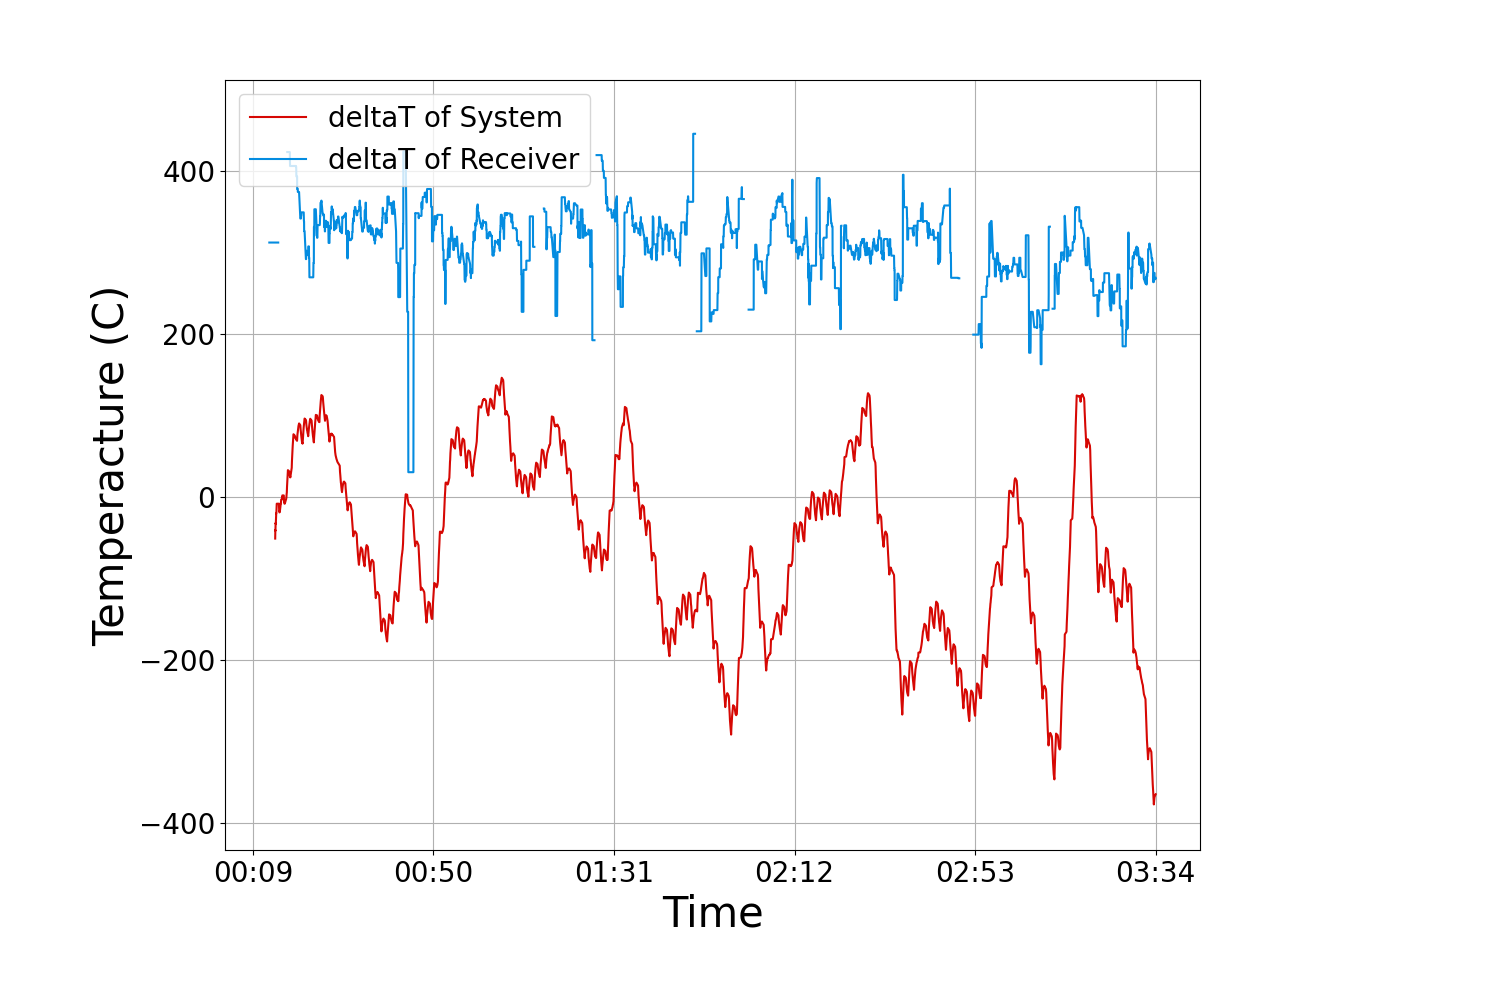 deltaT of System
deltaT of Receiver
400
200
0
−200
−400
Temperacture (C)
00:09 00:50 01:31 02:12 02:53 03:34
Time